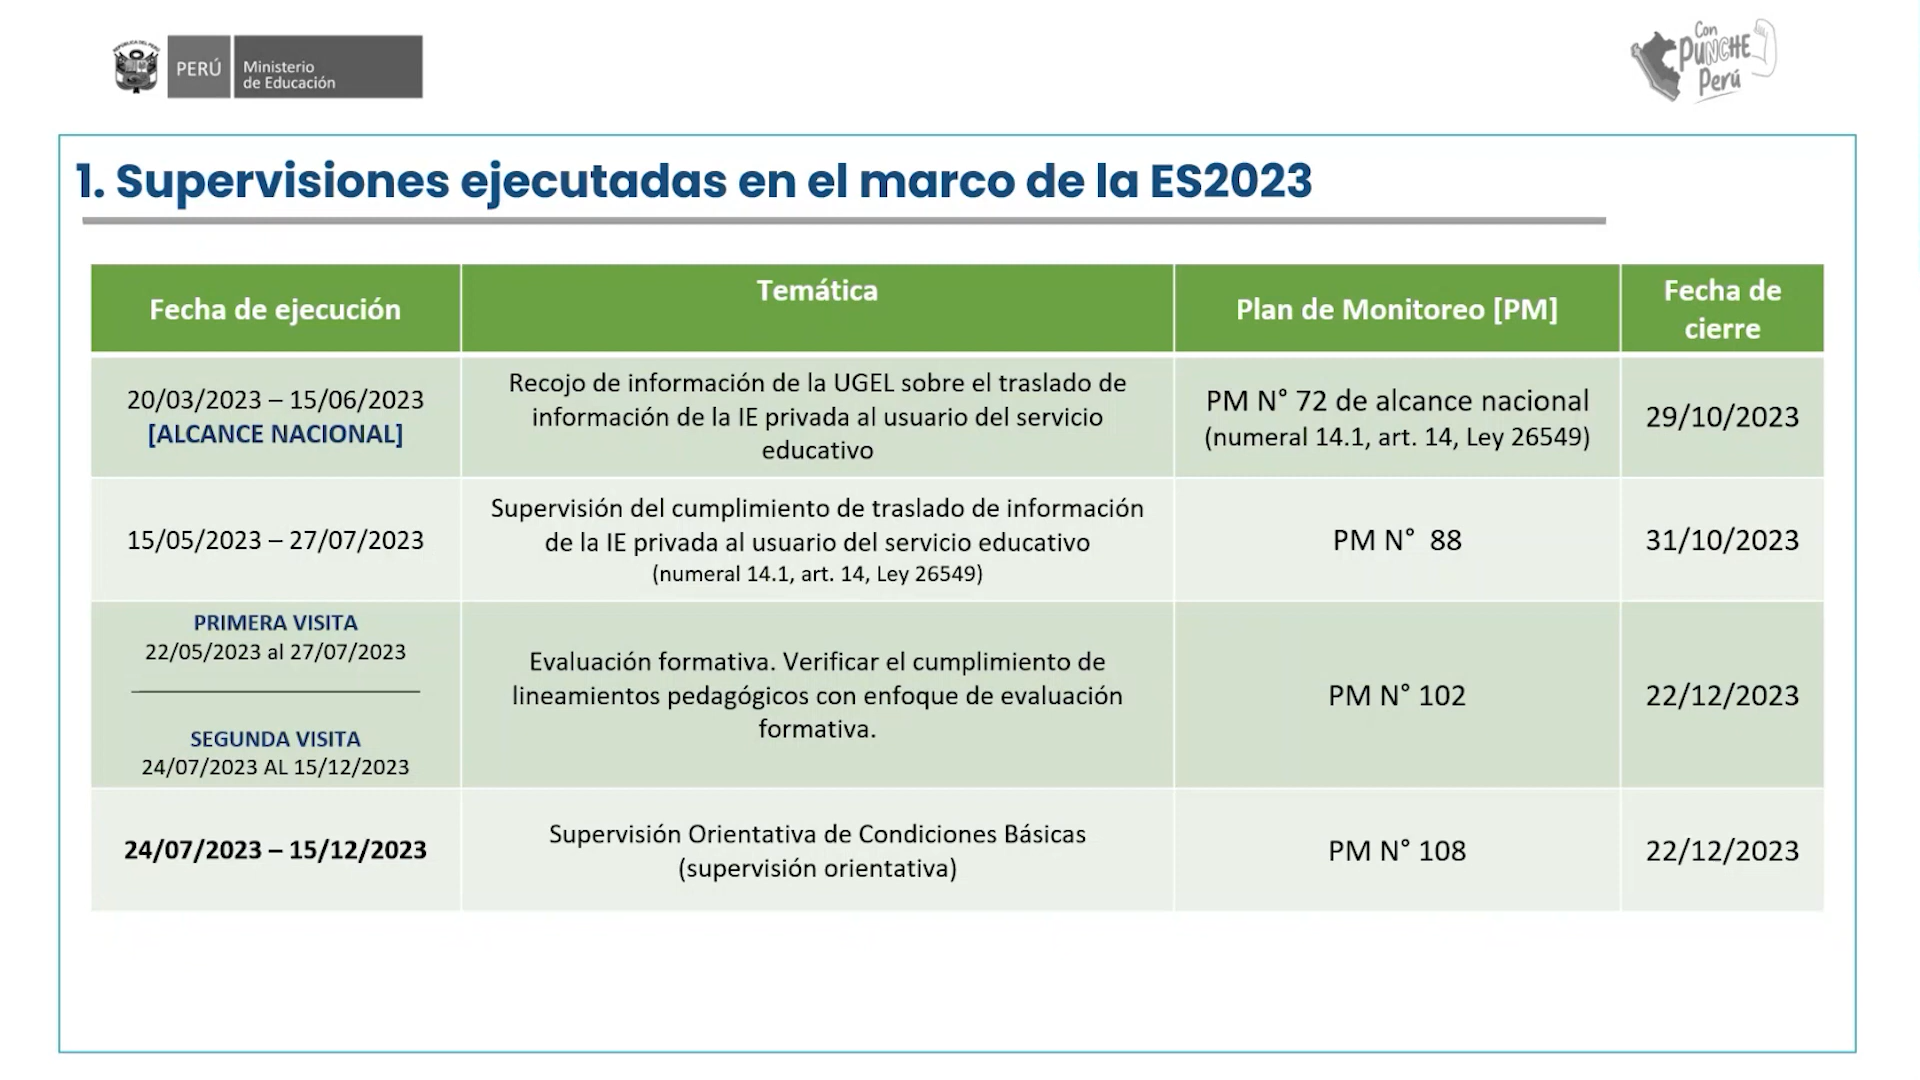 REPÚBLICA DEL PERÚ
PERÚ
Ministerio
de Educación
Con
PUNCHE
Perú
1. Supervisiones ejecutadas en el marco de la ES2023
Fecha de ejecución
Temática
Plan de Monitoreo [PM]
Fecha de
cierre
20/03/2023 – 15/06/2023
[ALCANCE NACIONAL]
Recojo de información de la UGEL sobre el traslado de
información de la IE privada al usuario del servicio
educativo
PM N° 72 de alcance nacional
(numeral 14.1, art. 14, Ley 26549)
29/10/2023
15/05/2023 – 27/07/2023
Supervisión del cumplimiento de traslado de información
de la IE privada al usuario del servicio educativo
(numeral 14.1, art. 14, Ley 26549)
PM N° 88
31/10/2023
PRIMERA VISITA
22/05/2023 al 27/07/2023
SEGUNDA VISITA
24/07/2023 AL 15/12/2023
Evaluación formativa. Verificar el cumplimiento de
lineamientos pedagógicos con enfoque de evaluación
formativa.
PM N° 102
22/12/2023
24/07/2023 – 15/12/2023
Supervisión Orientativa de Condiciones Básicas
(supervisión orientativa)
PM N° 108
22/12/2023